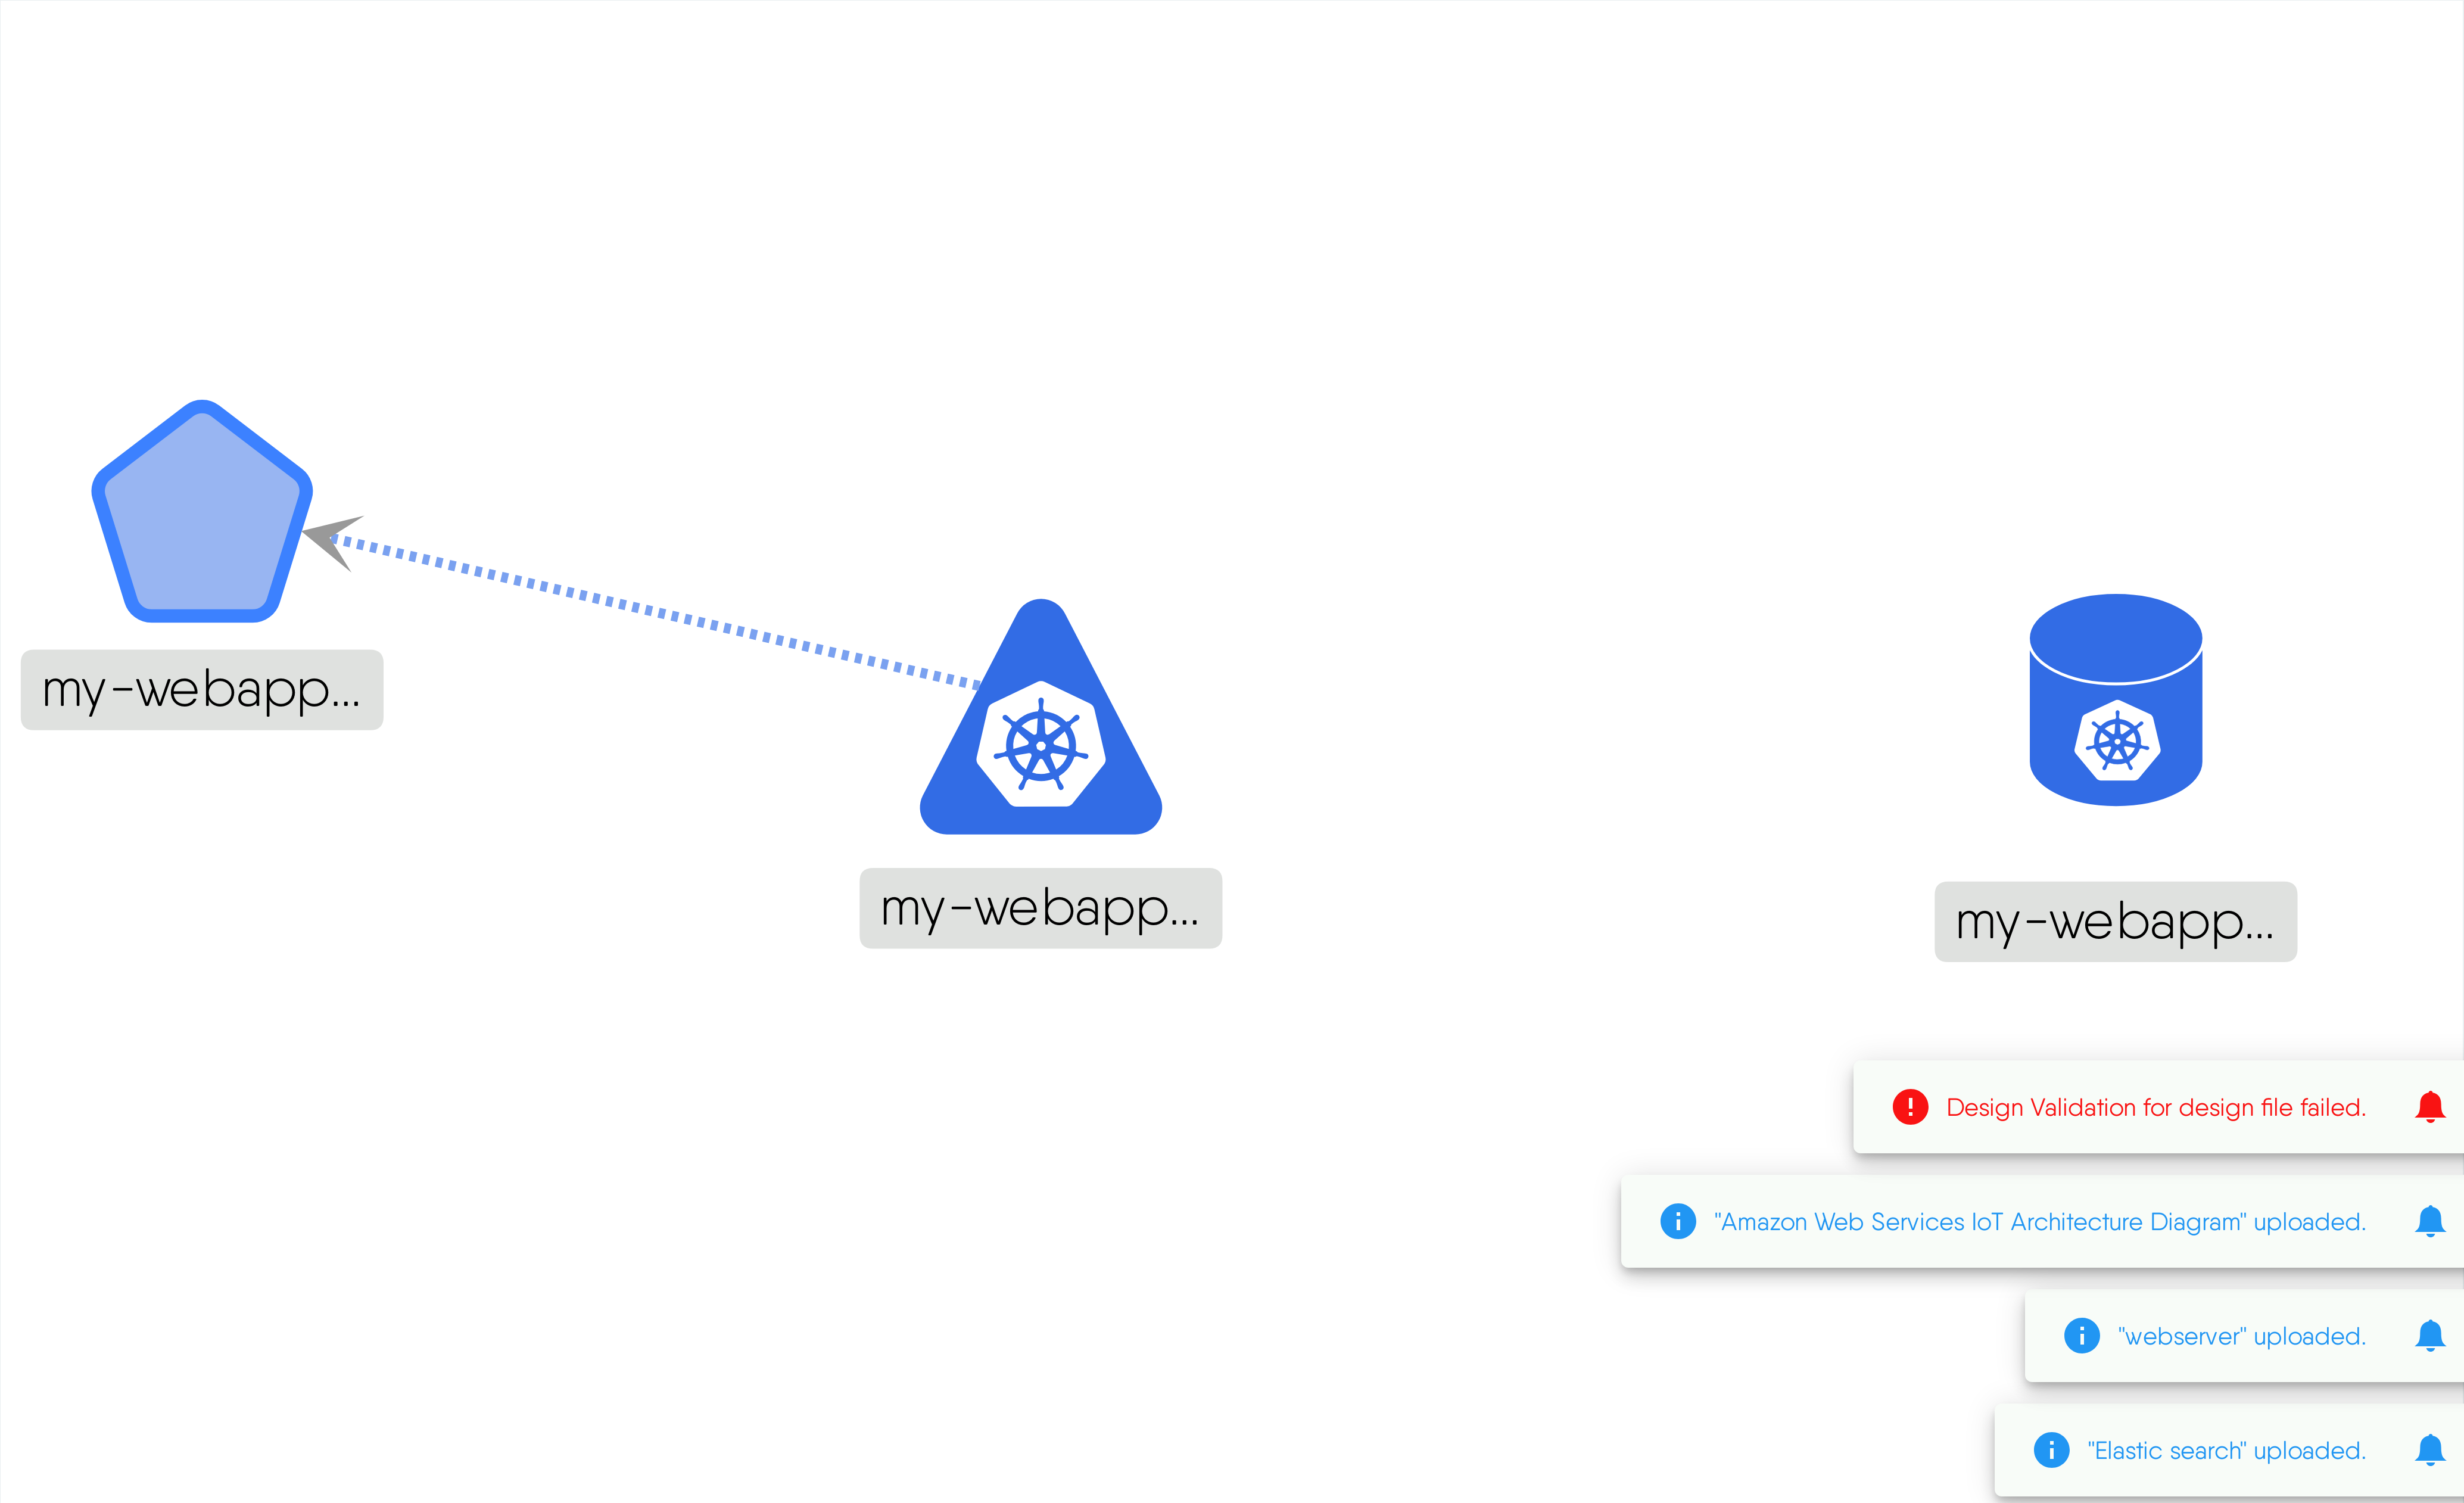 my-webapp...
my-webapp...
my-webapp...
Design Validation for design file failed.
"Amazon Web Services IoT Architecture Diagram" uploaded.
"webserver" uploaded.
"Elastic search" uploaded.